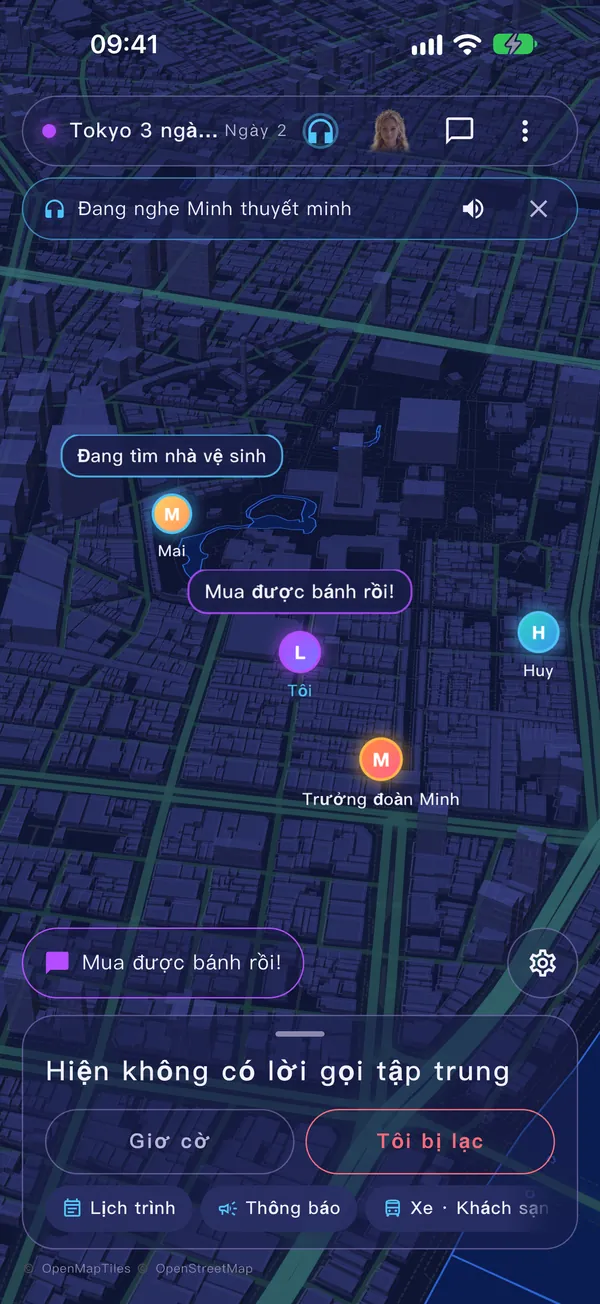 09:41
Tokyo 3 ngà... Ngày 2
Đang nghe Minh thuyết minh
Đang tìm nhà vệ sinh
M
Mai
Mua được bánh rồi!
L
Tôi
H
Huy
M
Trưởng đoàn Minh
Mua được bánh rồi!
Hiện không có lời gọi tập trung
Giơ cờ
Tôi bị lạc
Lịch trình
Thông báo
Xe · Khách sạn
© OpenMapTiles © OpenStreetMap